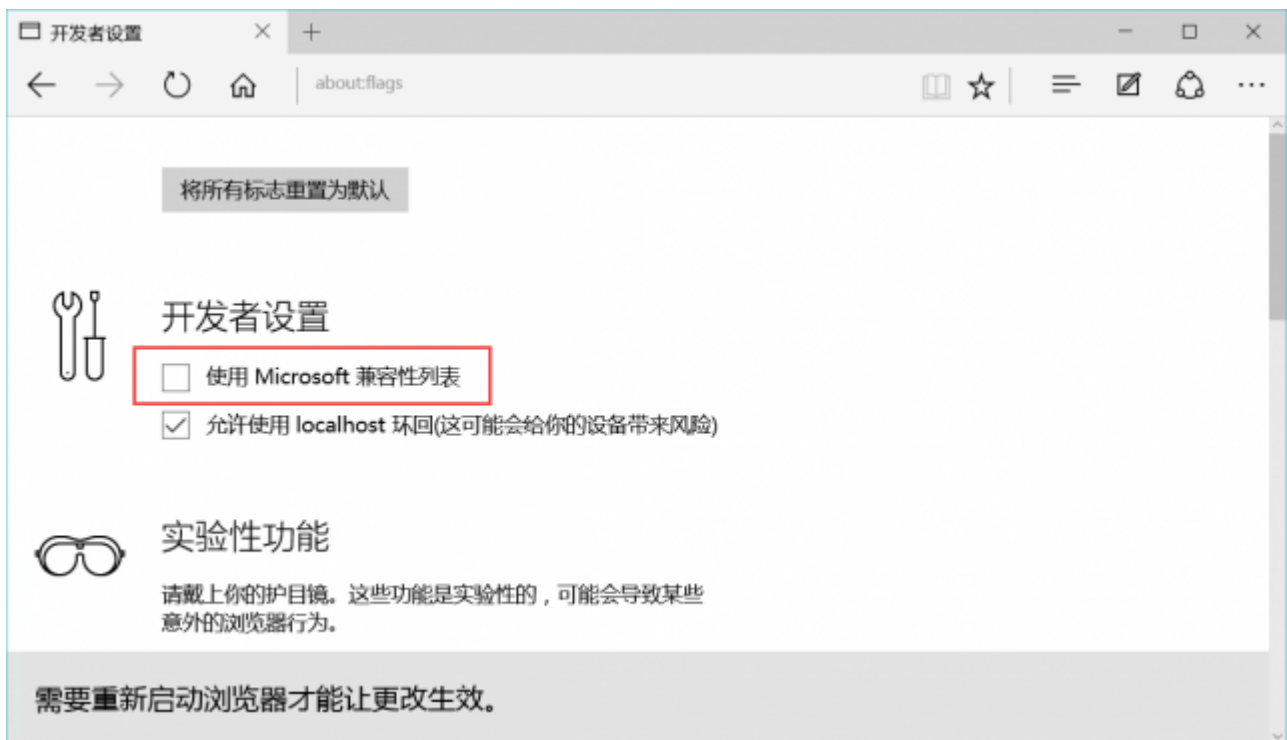 开发者设置
about:flags
将所有标志重置为默认
开发者设置
使用 Microsoft 兼容性列表
允许使用 localhost 环回(这可能会给你的设备带来风险)
实验性功能
请戴上你的护目镜。这些功能是实验性的，可能会导致某些
意外的浏览器行为。
需要重新启动浏览器才能让更改生效。